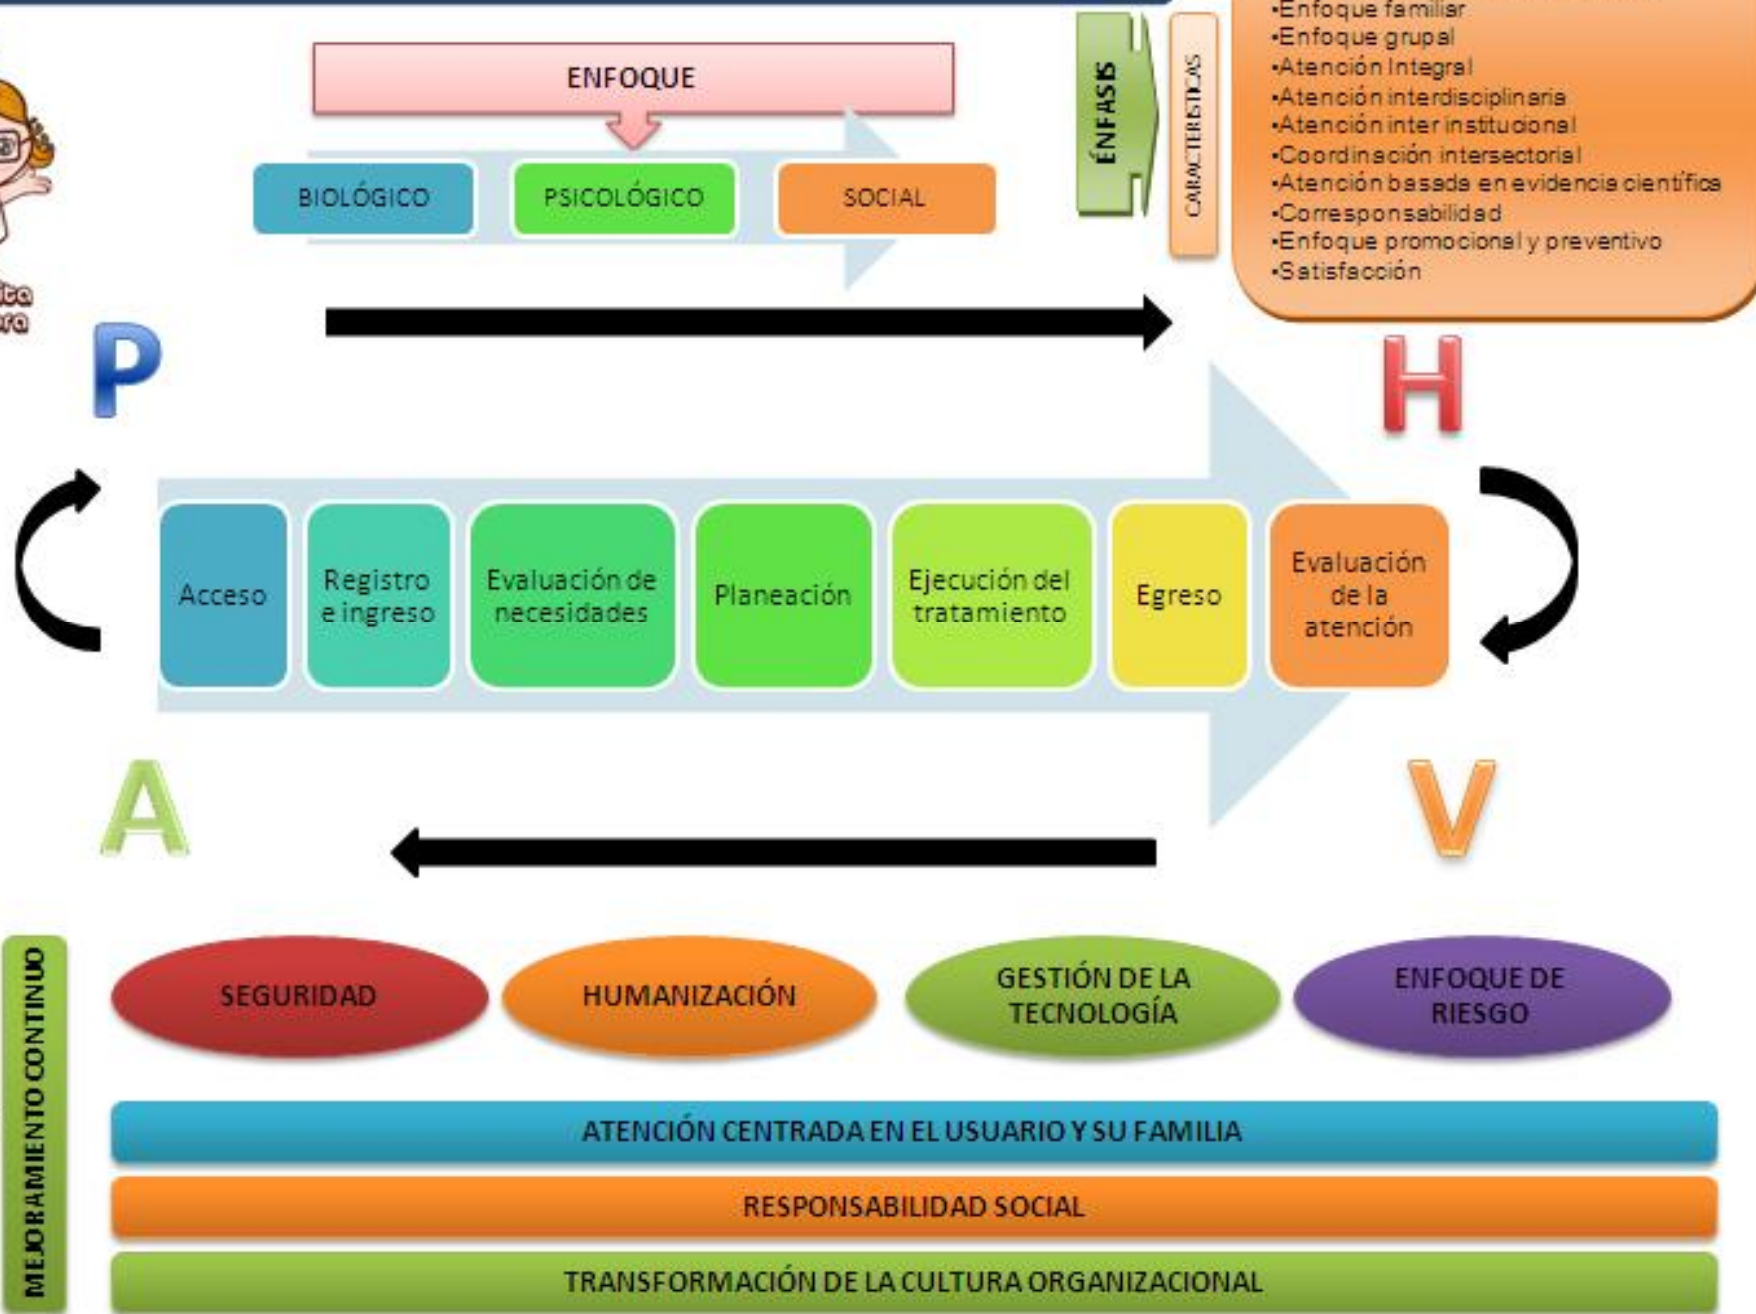 •Enfoque familiar
•Enfoque grupal
•Atención Integral
•Atención interdisciplinaria
•Atención inter institucional
•Coordinación intersectorial
•Atención basada en evidencia científica
•Corresponsabilidad
•Enfoque promocional y preventivo
•Satisfacción
ÉNFASIS
CARACTERISTICAS
ENFOQUE
BIOLÓGICO
PSICOLÓGICO
SOCIAL
P
H
Acceso
Registro
e ingreso
Evaluación de
necesidades
Planeación
Ejecución del
tratamiento
Egreso
Evaluación
de la
atención
A
V
MEJORAMIENTO CONTINUO
SEGURIDAD
HUMANIZACIÓN
GESTIÓN DE LA
TECNOLOGÍA
ENFOQUE DE
RIESGO
ATENCIÓN CENTRADA EN EL USUARIO Y SU FAMILIA
RESPONSABILIDAD SOCIAL
TRANSFORMACIÓN DE LA CULTURA ORGANIZACIONAL